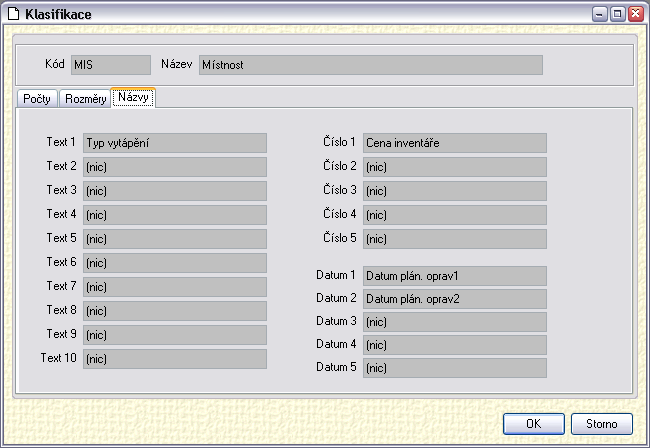 Klasifikace
Kód MIS Název Místnost
Počty Rozměry Názvy
Text 1 Typ vytápění
Text 2 (nic)
Text 3 (nic)
Text 4 (nic)
Text 5 (nic)
Text 6 (nic)
Text 7 (nic)
Text 8 (nic)
Text 9 (nic)
Text 10 (nic)
Číslo 1 Cena inventáře
Číslo 2 (nic)
Číslo 3 (nic)
Číslo 4 (nic)
Číslo 5 (nic)
Datum 1 Datum plán. oprav1
Datum 2 Datum plán. oprav2
Datum 3 (nic)
Datum 4 (nic)
Datum 5 (nic)
OK Storno